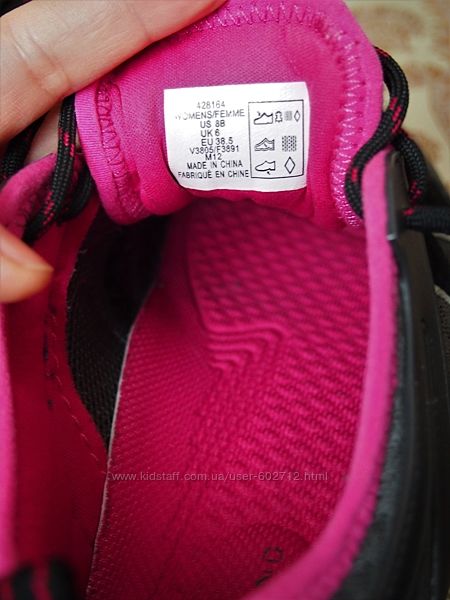 428164
WOMENS/FEMME
US 8B
UK 6
EU 38.5
V3805/F3891
M12
MADE IN CHINA
FABRIQUÉ EN CHINE
www.kidstaff.com.ua/user-602712.html